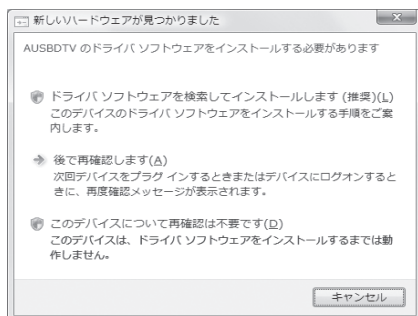 新しいハードウェアが見つかりました
AUSBDTV のドライバ ソフトウェアをインストールする必要があります
ドライバ ソフトウェアを検索してインストールします (推奨)(L)
このデバイスのドライバ ソフトウェアをインストールする手順をご案
内します。
後で再確認します(A)
次回デバイスをプラグ インするときまたはデバイスにログオンすると
きに、再度確認メッセージが表示されます。
このデバイスについて再確認は不要です(D)
このデバイスは、ドライバ ソフトウェアをインストールするまでは動
作しません。
キャンセル